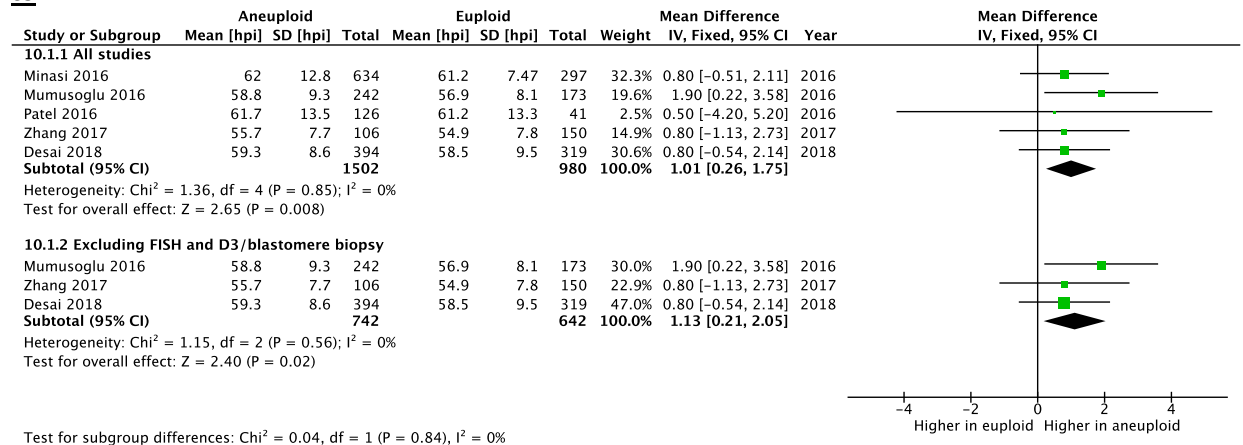 Aneuploid Euploid Mean Difference Mean Difference
Study or Subgroup Mean [hpi] SD [hpi] Total Mean [hpi] SD [hpi] Total Weight IV, Fixed, 95% CI Year IV, Fixed, 95% CI
10.1.1 All studies
Minasi 2016 62 12.8 634 61.2 7.47 297 32.3% 0.80 [-0.51, 2.11] 2016
Mumusoglu 2016 58.8 9.3 242 56.9 8.1 173 19.6% 1.90 [0.22, 3.58] 2016
Patel 2016 61.7 13.5 126 61.2 13.3 41 2.5% 0.50 [-4.20, 5.20] 2016
Zhang 2017 55.7 7.7 106 54.9 7.8 150 14.9% 0.80 [-1.13, 2.73] 2017
Desai 2018 59.3 8.6 394 58.5 9.5 319 30.6% 0.80 [-0.54, 2.14] 2018
Subtotal (95% CI) 1502 980 100.0% 1.01 [0.26, 1.75]
Heterogeneity: Chi² = 1.36, df = 4 (P = 0.85); I² = 0%
Test for overall effect: Z = 2.65 (P = 0.008)
10.1.2 Excluding FISH and D3/blastomere biopsy
Mumusoglu 2016 58.8 9.3 242 56.9 8.1 173 30.0% 1.90 [0.22, 3.58] 2016
Zhang 2017 55.7 7.7 106 54.9 7.8 150 22.9% 0.80 [-1.13, 2.73] 2017
Desai 2018 59.3 8.6 394 58.5 9.5 319 47.0% 0.80 [-0.54, 2.14] 2018
Subtotal (95% CI) 742 642 100.0% 1.13 [0.21, 2.05]
Heterogeneity: Chi² = 1.15, df = 2 (P = 0.56); I² = 0%
Test for overall effect: Z = 2.40 (P = 0.02)
-4 -2 0 2 4
Higher in euploid Higher in aneuploid
Test for subgroup differences: Chi² = 0.04, df = 1 (P = 0.84), I² = 0%